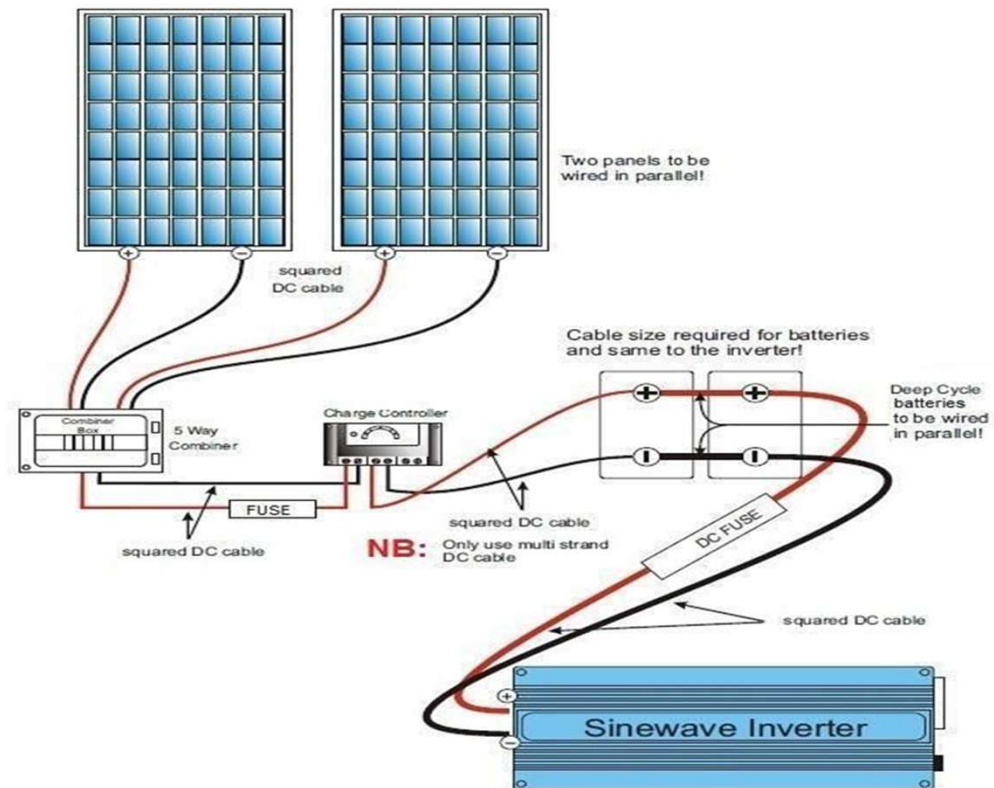 Two panels to be
wired in parallel!
+
−
+
−
squared
DC cable
Cable size required for batteries
and same to the inverter!
Combiner
Box
5 Way
Combiner
Charge Controller
+
+
Deep Cycle
batteries
to be wired
in parallel!
−
−
FUSE
squared DC cable
squared DC cable
NB: Only use multi strand
DC cable
DC FUSE
squared DC cable
+
−
Sinewave Inverter